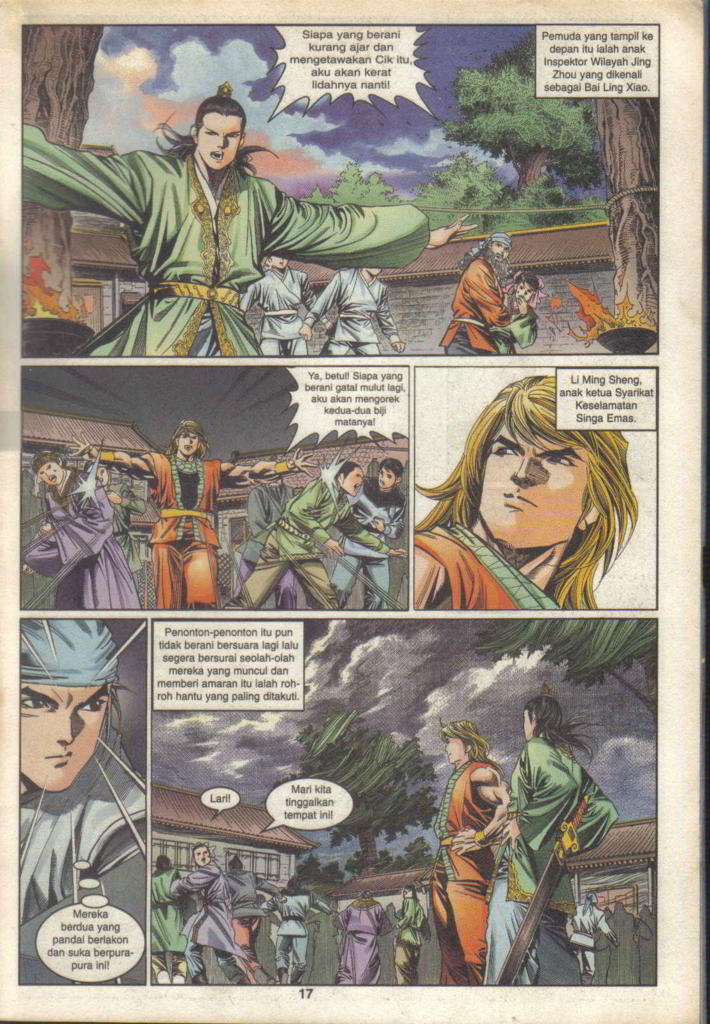 Siapa yang berani
kurang ajar dan
mengetawakan Cik itu,
aku akan kerat
lidahnya nanti!
Pemuda yang tampil ke
depan itu ialah anak
Inspektor Wilayah Jing
Zhou yang dikenali
sebagai Bai Ling Xiao.
Ya, betul! Siapa yang
berani gatal mulut lagi,
aku akan mengorek
kedua-dua biji
matanya!
Li Ming Sheng,
anak ketua Syarikat
Keselamatan
Singa Emas.
Mereka
berdua yang
pandai berlakon
dan suka berpura-
pura ini!
Penonton-penonton itu pun
tidak berani bersuara lagi lalu
segera bersurai seolah-olah
mereka yang muncul dan
memberi amaran itu ialah roh-
roh hantu yang paling ditakuti.
Lari!
Mari kita
tinggalkan
tempat ini!
17